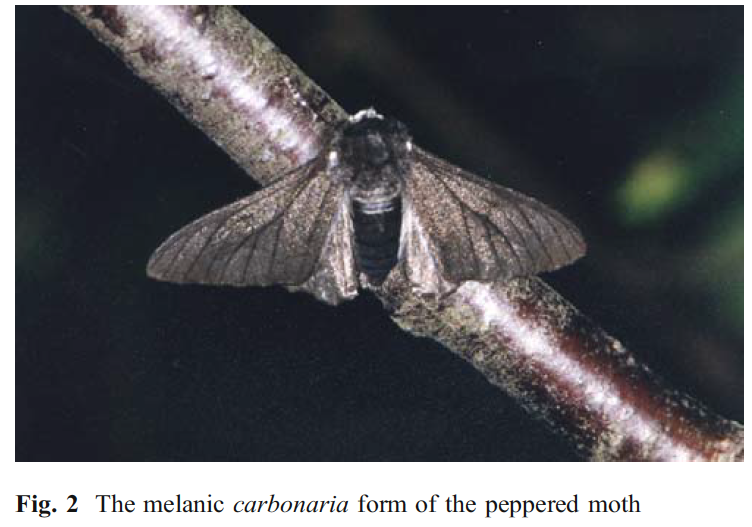 Fig. 2 The melanic carbonaria form of the peppered moth